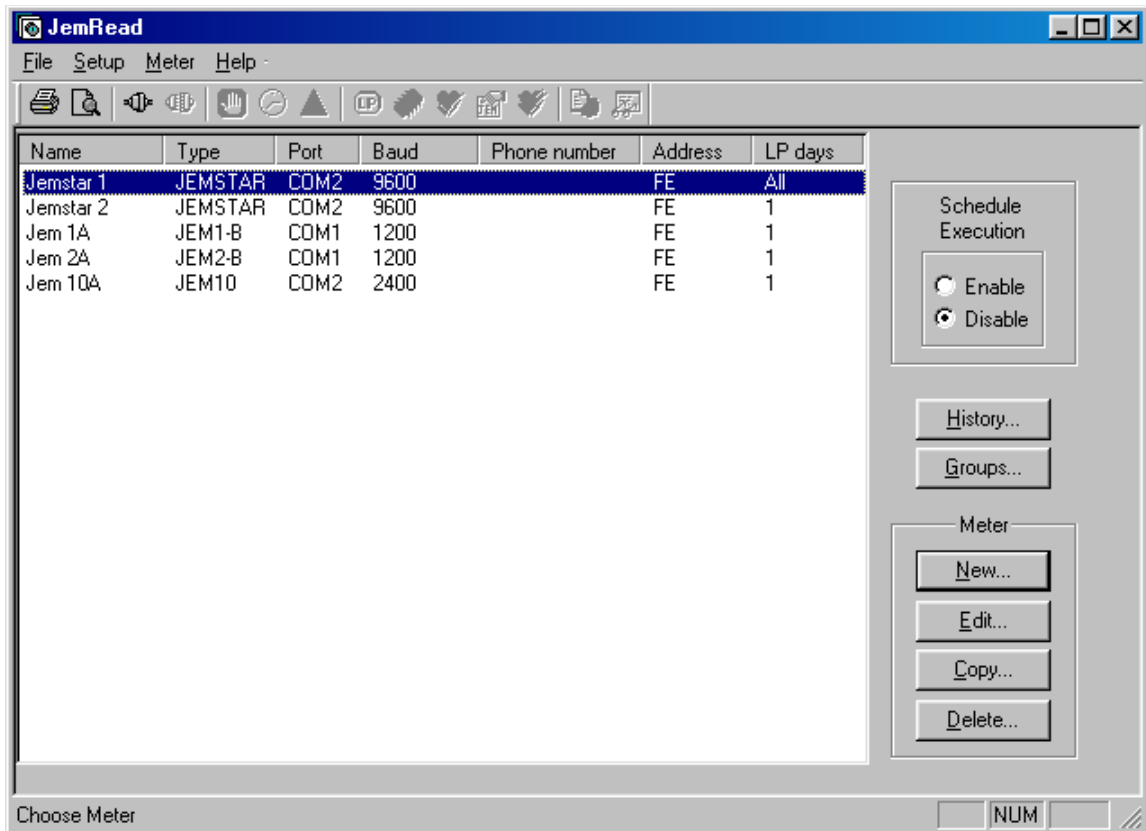 JemRead
File Setup Meter Help
LP
Name Type Port Baud Phone number Address LP days
Jemstar 1 JEMSTAR COM2 9600 FE All
Jemstar 2 JEMSTAR COM2 9600 FE 1
Jem 1A JEM1-B COM1 1200 FE 1
Jem 2A JEM2-B COM1 1200 FE 1
Jem 10A JEM10 COM2 2400 FE 1
Schedule
Execution
Enable
Disable
History...
Groups...
Meter
New...
Edit...
Copy...
Delete...
Choose Meter NUM